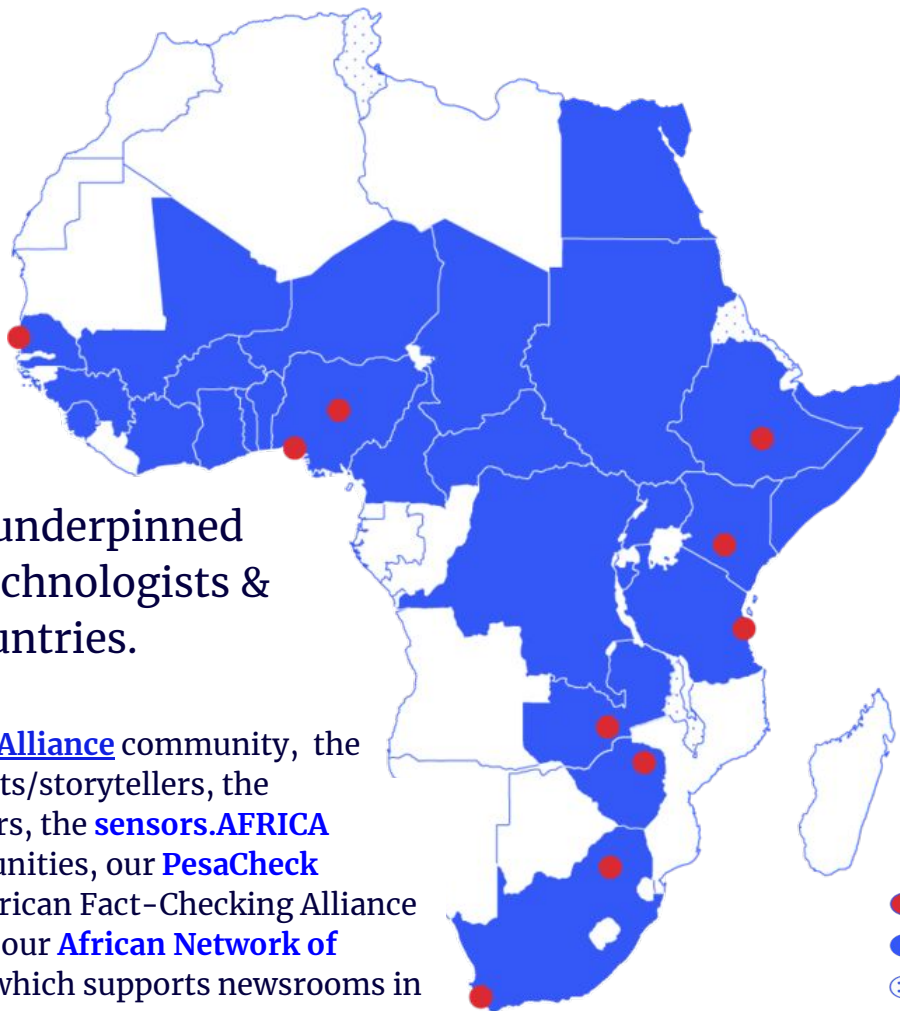 underpinned
chnologists &
untries.
Alliance community, the
ts/storytellers, the
rs, the sensors.AFRICA
unities, our PesaCheck
rican Fact-Checking Alliance
our African Network of
which supports newsrooms in